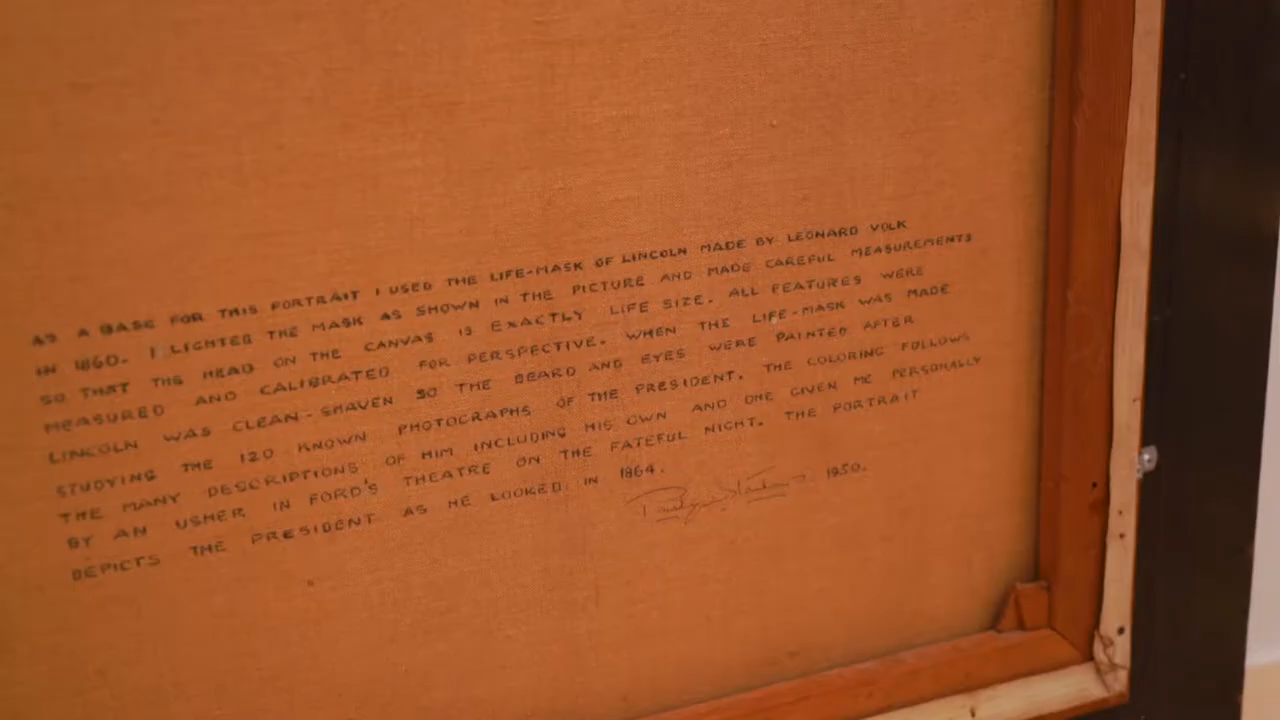 AS A BASE FOR THIS PORTRAIT I USED THE LIFE-MASK OF LINCOLN MADE BY LEONARD VOLK
IN 1860. I LIGHTED THE MASK AS SHOWN IN THE PICTURE AND MADE CAREFUL MEASUREMENTS
SO THAT THE HEAD ON THE CANVAS IS EXACTLY LIFE SIZE. ALL FEATURES WERE
MEASURED AND CALIBRATED FOR PERSPECTIVE. WHEN THE LIFE-MASK WAS MADE
LINCOLN WAS CLEAN-SHAVEN SO THE BEARD AND EYES WERE PAINTED AFTER
STUDYING THE 120 KNOWN PHOTOGRAPHS OF THE PRESIDENT. THE COLORING FOLLOWS
THE MANY DESCRIPTIONS OF HIM INCLUDING HIS OWN AND ONE GIVEN ME PERSONALLY
BY AN USHER IN FORD'S THEATRE ON THE FATEFUL NIGHT. THE PORTRAIT
DEPICTS THE PRESIDENT AS HE LOOKED IN 1864.
1950.